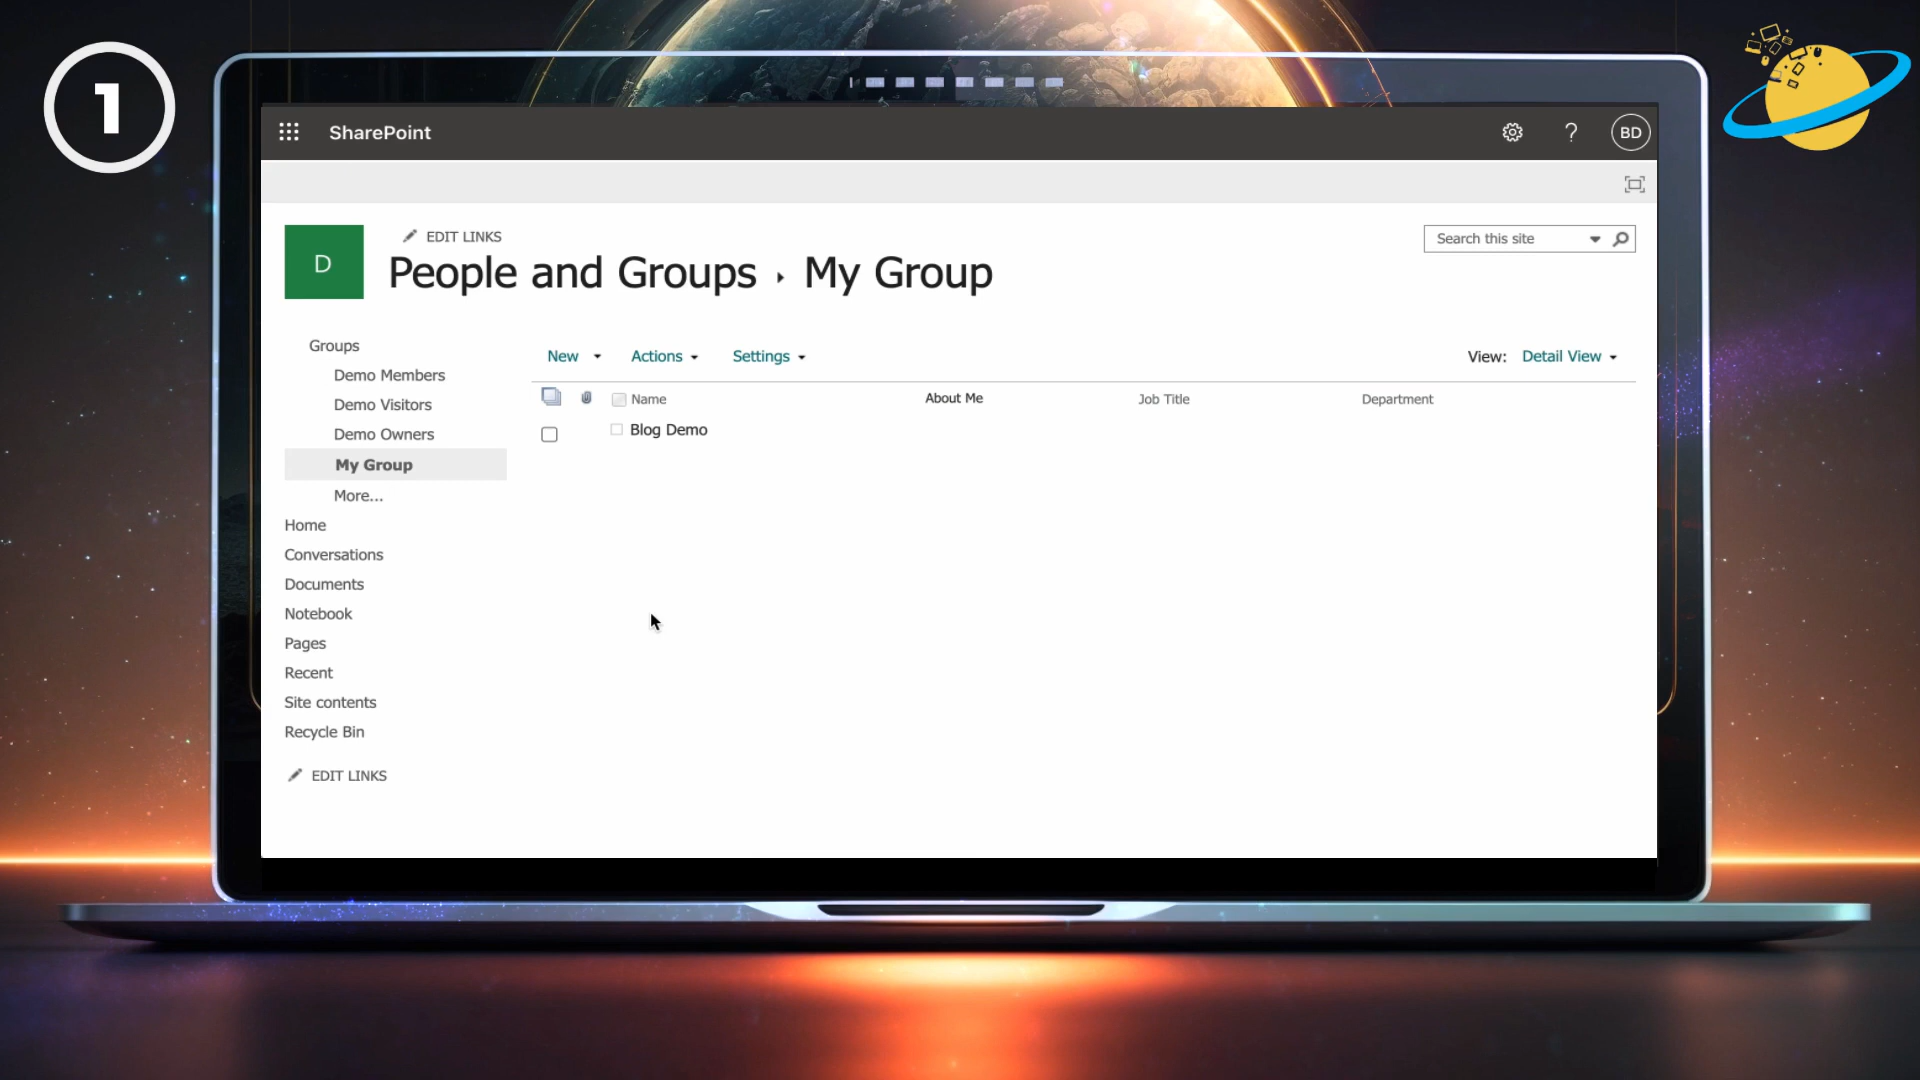 1
SharePoint
?
BD
D
EDIT LINKS
People and Groups ▸ My Group
Search this site
Groups
Demo Members
Demo Visitors
Demo Owners
My Group
More...
Home
Conversations
Documents
Notebook
Pages
Recent
Site contents
Recycle Bin
EDIT LINKS
New Actions Settings View: Detail View
Name About Me Job Title Department
Blog Demo